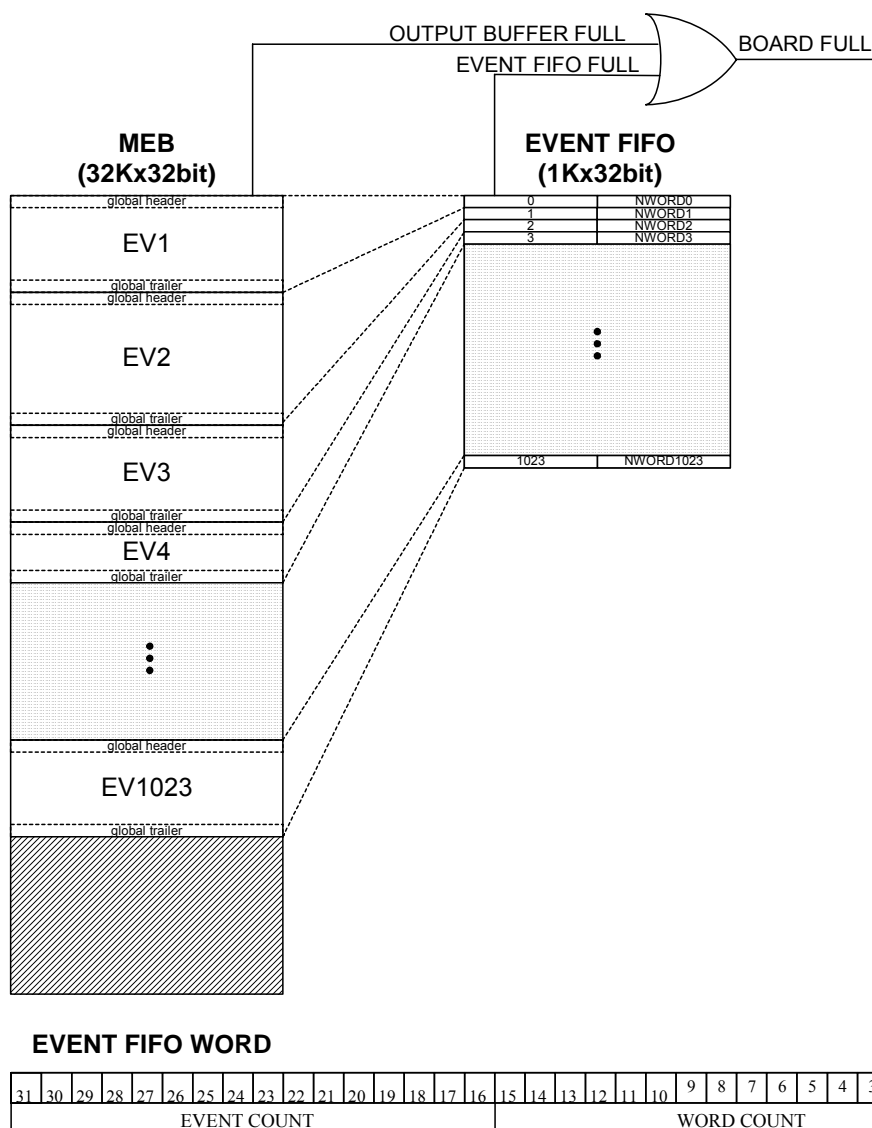 OUTPUT BUFFER FULL
BOARD FULL
EVENT FIFO FULL
MEB
(32Kx32bit)
EVENT FIFO
(1Kx32bit)
global header
EV1
global trailer
global header
EV2
global trailer
global header
EV3
global trailer
global header
EV4
global trailer
global header
EV1023
global trailer
0 NWORD0
1 NWORD1
2 NWORD2
3 NWORD3
1023 NWORD1023
EVENT FIFO WORD
31 30 29 28 27 26 25 24 23 22 21 20 19 18 17 16 15 14 13 12 11 10 9 8 7 6 5 4 3
EVENT COUNT WORD COUNT